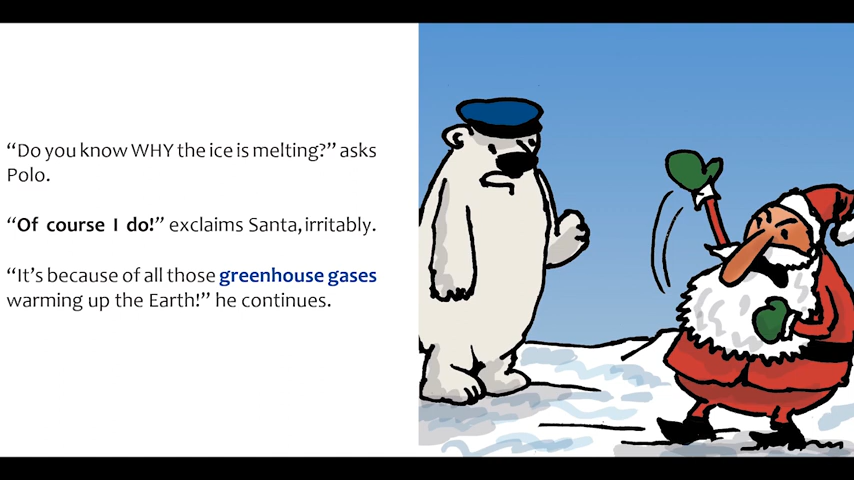 “Do you know WHY the ice is melting?” asks
Polo.
“Of course I do!” exclaims Santa, irritably.
“It’s because of all those greenhouse gases
warming up the Earth!” he continues.